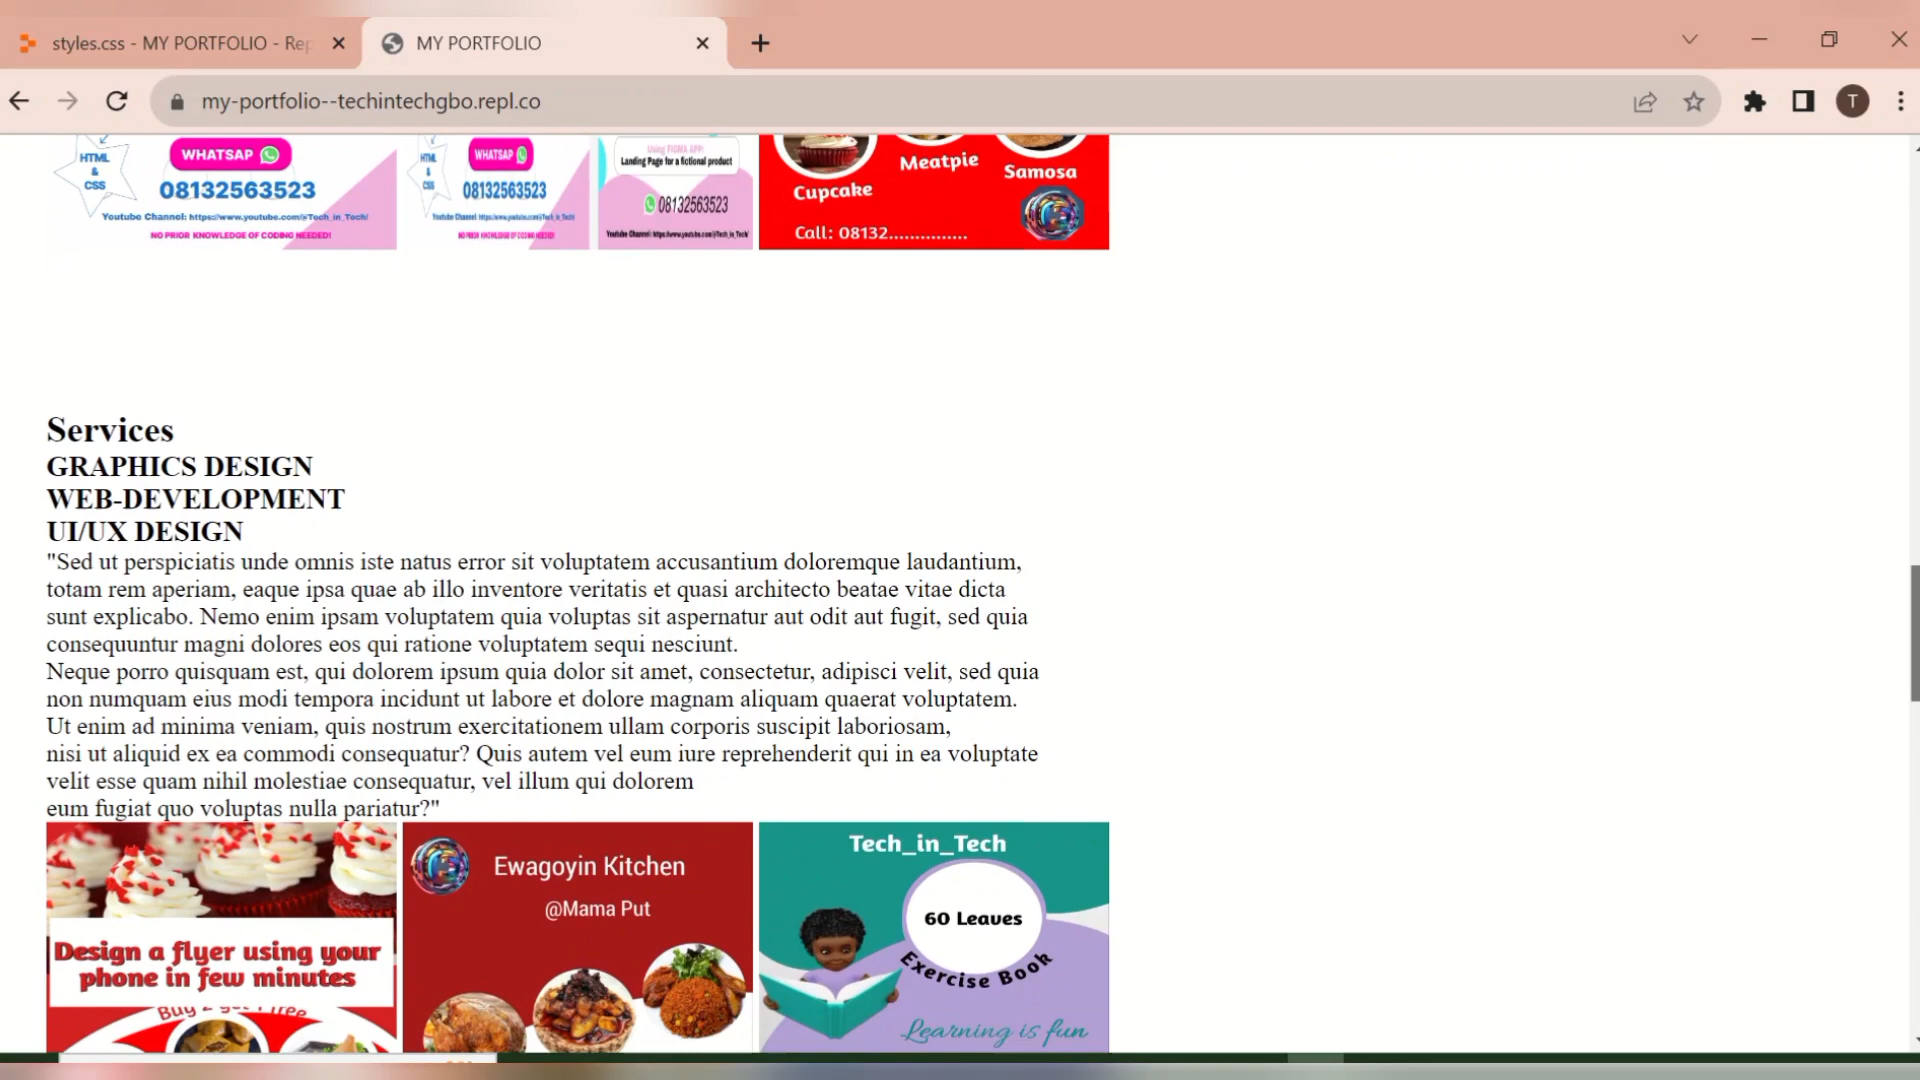 styles.css - MY PORTFOLIO - Rep
MY PORTFOLIO
my-portfolio--techintechgbo.repl.co
T
HTML
&
CSS
WHATSAP
08132563523
Youtube Channel: https://www.youtube.com/@Tech_in_Tech/
NO PRIOR KNOWLEDGE OF CODING NEEDED!
HTML
&
CSS
WHATSAP
08132563523
Youtube Channel: https://www.youtube.com/@Tech_in_Tech/
NO PRIOR KNOWLEDGE OF CODING NEEDED!
Using FIGMA APP:
Landing Page for a fictional product
08132563523
Youtube Channel: https://www.youtube.com/@Tech_in_Tech/
Cupcake
Meatpie
Samosa
Call: 08132...............
Services
GRAPHICS DESIGN
WEB-DEVELOPMENT
UI/UX DESIGN
"Sed ut perspiciatis unde omnis iste natus error sit voluptatem accusantium doloremque laudantium,
totam rem aperiam, eaque ipsa quae ab illo inventore veritatis et quasi architecto beatae vitae dicta
sunt explicabo. Nemo enim ipsam voluptatem quia voluptas sit aspernatur aut odit aut fugit, sed quia
consequuntur magni dolores eos qui ratione voluptatem sequi nesciunt.
Neque porro quisquam est, qui dolorem ipsum quia dolor sit amet, consectetur, adipisci velit, sed quia
non numquam eius modi tempora incidunt ut labore et dolore magnam aliquam quaerat voluptatem.
Ut enim ad minima veniam, quis nostrum exercitationem ullam corporis suscipit laboriosam,
nisi ut aliquid ex ea commodi consequatur? Quis autem vel eum iure reprehenderit qui in ea voluptate
velit esse quam nihil molestiae consequatur, vel illum qui dolorem
eum fugiat quo voluptas nulla pariatur?"
Design a flyer using your
phone in few minutes
Buy 2 get 1 free
Ewagoyin Kitchen
@Mama Put
Tech_in_Tech
60 Leaves
Exercise Book
Learning is fun